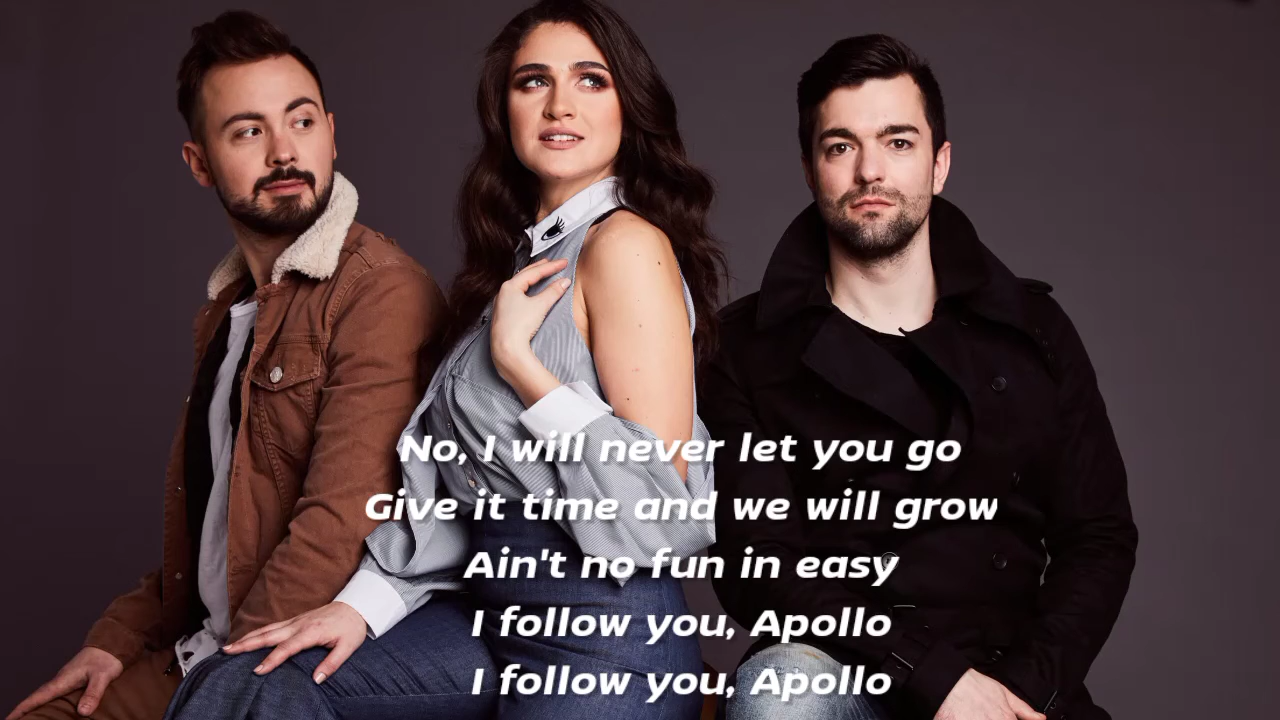 No, I will never let you go
Give it time and we will grow
Ain't no fun in easy
I follow you, Apollo
I follow you, Apollo